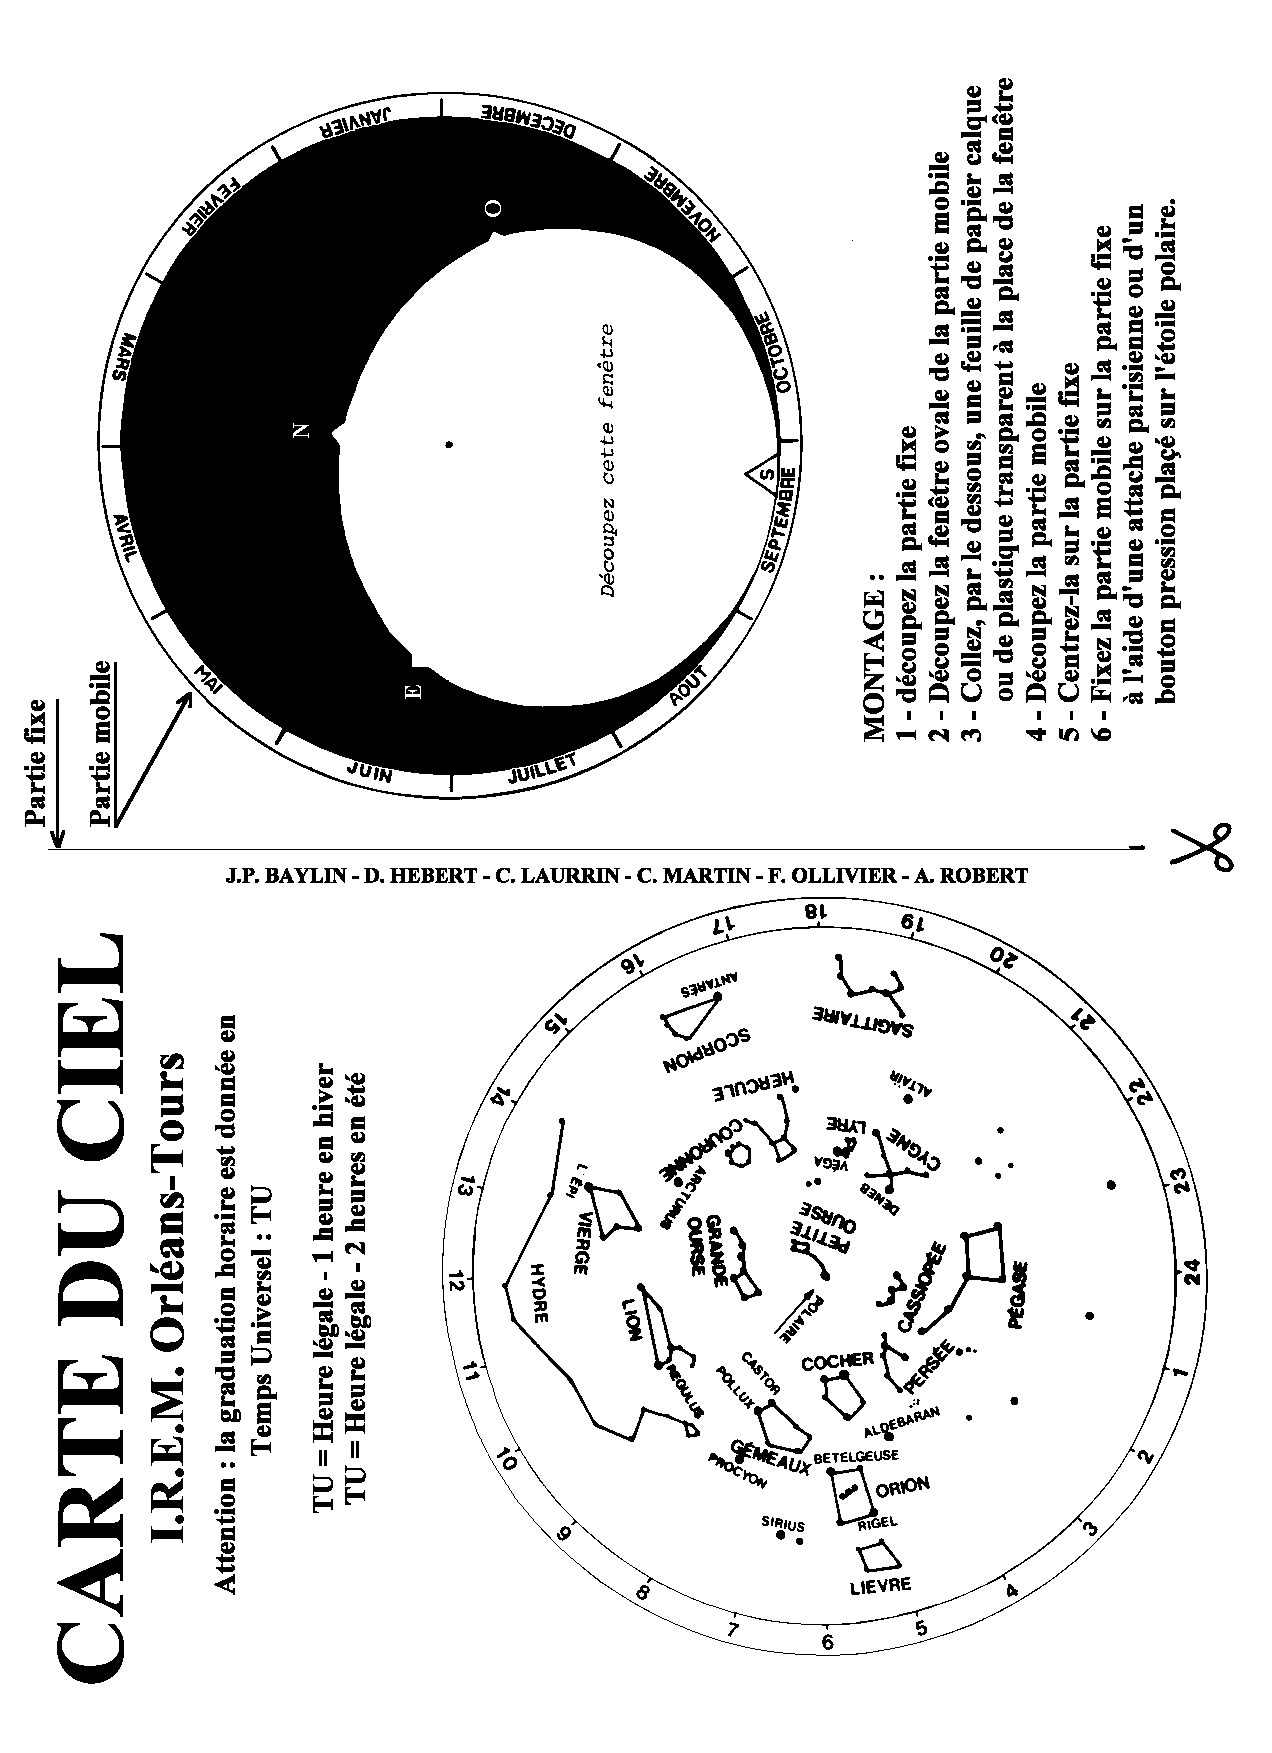 CARTE DU CIEL
I.R.E.M. Orléans-Tours
Attention : la graduation horaire est donnée en
Temps Universel : TU
TU = Heure légale - 1 heure en hiver
TU = Heure légale - 2 heures en été
1
2
3
4
5
6
7
8
9
10
11
12
13
14
15
16
17
18
19
20
21
22
23
24
HYDRE
L'ÉPI
VIERGE
LION
REGULUS
GRANDE
OURSE
ARCTURUS
COURONNE
HERCULE
SCORPION
ANTARÈS
SAGITTAIRE
ALTAÏR
LYRE
VÉGA
CYGNE
DENEB
PETITE
OURSE
POLAIRE
CASSIOPÉE
PÉGASE
PERSÉE
COCHER
CASTOR
POLLUX
GÉMEAUX
PROCYON
ALDEBARAN
BETELGEUSE
ORION
RIGEL
SIRIUS
LIEVRE
J.P. BAYLIN - D. HEBERT - C. LAURRIN - C. MARTIN - F. OLLIVIER - A. ROBERT
Partie fixe
Partie mobile
JANVIER
FEVRIER
MARS
AVRIL
MAI
JUIN
JUILLET
AOUT
SEPTEMBRE
OCTOBRE
NOVEMBRE
DECEMBRE
N
E
O
S
Découpez cette fenêtre
MONTAGE :
1 - découpez la partie fixe
2 - Découpez la fenêtre ovale de la partie mobile
3 - Collez, par le dessous, une feuille de papier calque
ou de plastique transparent à la place de la fenêtre
4 - Découpez la partie mobile
5 - Centrez-la sur la partie fixe
6 - Fixez la partie mobile sur la partie fixe
à l'aide d'une attache parisienne ou d'un
bouton pression plaçé sur l'étoile polaire.